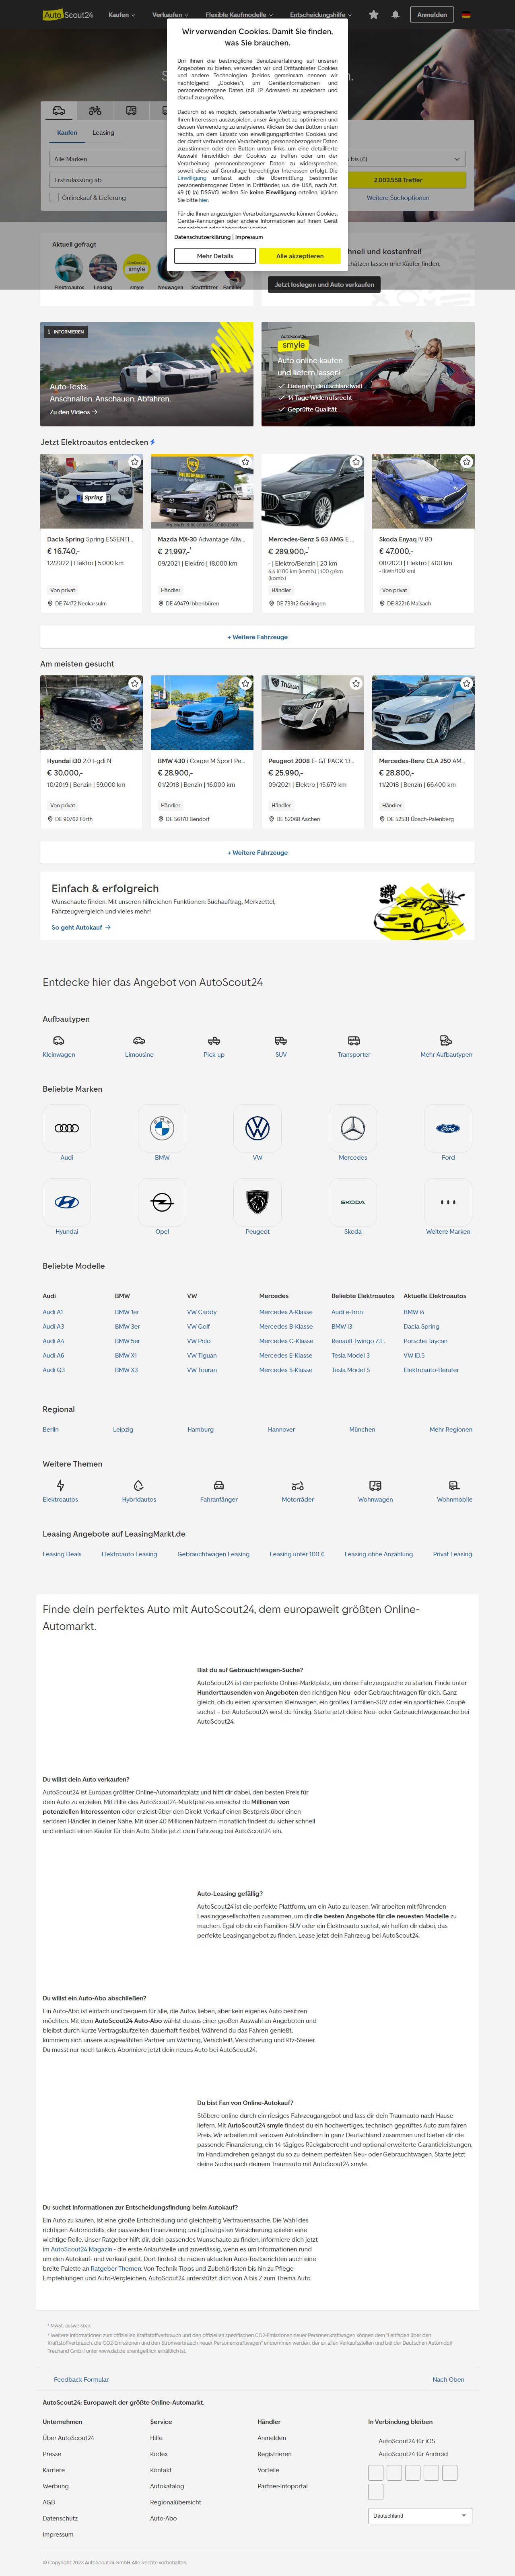 AutoScout24
Kaufen
Verkaufen
Flexible Kaufmodelle
Entscheidungshilfe
Anmelden
Wir verwenden Cookies. Damit Sie finden,
was Sie brauchen.
Um Ihnen die bestmögliche Benutzererfahrung auf unseren
Angeboten zu bieten, verwenden wir und Drittanbieter Cookies
und andere Technologien (beides gemeinsam nennen wir
nachfolgend „Cookies“), um Geräteinformationen und
personenbezogene Daten (z.B. IP Adressen) zu speichern und
darauf zuzugreifen.
Dadurch ist es möglich, personalisierte Werbung entsprechend
Ihren Interessen auszuspielen, unser Angebot zu optimieren und
dessen Verwendung zu analysieren. Klicken Sie den Button unten
rechts, um dem Einsatz von einwilligungspflichtigen Cookies und
der damit verbundenen Verarbeitung personenbezogener Daten
zuzustimmen oder den Button unten links, um eine detaillierte
Auswahl hinsichtlich der Cookies zu treffen oder um der
Verarbeitung personenbezogener Daten zu widersprechen,
soweit diese auf Grundlage berechtigter Interessen erfolgt. Die
Einwilligung umfasst auch die Übermittlung bestimmter
personenbezogener Daten in Drittländer, u.a. die USA, nach Art.
49 (1) (a) DSGVO. Wollen Sie keine Einwilligung erteilen, klicken
Sie bitte hier.
Für die Ihnen angezeigten Verarbeitungszwecke können Cookies,
Geräte-Kennungen oder andere Informationen auf Ihrem Gerät
Datenschutzerklärung | Impressum
Mehr Details
Alle akzeptieren
Kaufen
Leasing
Alle Marken
bis (€)
Erstzulassung ab
2.003.558 Treffer
Onlinekauf & Lieferung
Weitere Suchoptionen
Aktuell gefragt
smyle
Elektroautos
Leasing
smyle
Neuwagen
Stadtflitzer
Familie
chnell und kostenfrei!
schätzen lassen und Käufer finden.
Jetzt loslegen und Auto verkaufen
INFORMIEREN
Auto-Tests:
Anschnallen. Anschauen. Abfahren.
Zu den Videos
AutoScout24
smyle
Auto online kaufen
und liefern lassen!
Lieferung deutschlandweit
14 Tage Widerrufsrecht
Geprüfte Qualität
Jetzt Elektroautos entdecken
Spring
Dacia Spring Spring ESSENTI...
€ 16.740,-
12/2022 | Elektro | 5.000 km
Von privat
DE 74172 Neckarsulm
Mazda MX-30 Advantage Allw...
€ 21.997,-¹
09/2021 | Elektro | 18.000 km
Händler
DE 49479 Ibbenbüren
Mercedes-Benz S 63 AMG E ...
€ 289.900,-¹
- | Elektro/Benzin | 20 km
4,4 l/100 km (komb.) | 100 g/km
(komb.)
Händler
DE 73312 Geislingen
Skoda Enyaq iV 80
€ 47.000,-
08/2023 | Elektro | 400 km
- (kWh/100 km)
Von privat
DE 82216 Maisach
+ Weitere Fahrzeuge
Am meisten gesucht
Hyundai i30 2.0 t-gdi N
€ 30.000,-
10/2019 | Benzin | 59.000 km
Von privat
DE 90762 Fürth
BMW 430 i Coupe M Sport Pe...
€ 28.900,-
01/2018 | Benzin | 16.000 km
Händler
DE 56170 Bendorf
Thüllen
Peugeot 2008 E- GT PACK 13...
€ 25.990,-
09/2021 | Elektro | 15.679 km
Händler
DE 52068 Aachen
Mercedes-Benz CLA 250 AM...
€ 28.800,-
11/2018 | Benzin | 66.400 km
Händler
DE 52531 Übach-Palenberg
+ Weitere Fahrzeuge
Einfach & erfolgreich
Wunschauto finden. Mit unseren hilfreichen Funktionen: Suchauftrag, Merkzettel,
Fahrzeugvergleich und vieles mehr!
So geht Autokauf
Entdecke hier das Angebot von AutoScout24
Aufbautypen
Kleinwagen
Limousine
Pick-up
SUV
Transporter
Mehr Aufbautypen
Beliebte Marken
Audi
BMW
VW
Mercedes
Ford
Hyundai
Opel
Peugeot
SKODA
Skoda
Weitere Marken
Beliebte Modelle
Audi
BMW
VW
Mercedes
Beliebte Elektroautos
Aktuelle Elektroautos
Audi A1
BMW 1er
VW Caddy
Mercedes A-Klasse
Audi e-tron
BMW i4
Audi A3
BMW 3er
VW Golf
Mercedes B-Klasse
BMW i3
Dacia Spring
Audi A4
BMW 5er
VW Polo
Mercedes C-Klasse
Renault Twingo Z.E.
Porsche Taycan
Audi A6
BMW X1
VW Tiguan
Mercedes E-Klasse
Tesla Model 3
VW ID.5
Audi Q3
BMW X3
VW Touran
Mercedes S-Klasse
Tesla Model S
Elektroauto-Berater
Regional
Berlin
Leipzig
Hamburg
Hannover
München
Mehr Regionen
Weitere Themen
Elektroautos
Hybridautos
Fahranfänger
Motorräder
Wohnwagen
Wohnmobile
Leasing Angebote auf LeasingMarkt.de
Leasing Deals
Elektroauto Leasing
Gebrauchtwagen Leasing
Leasing unter 100 €
Leasing ohne Anzahlung
Privat Leasing
Finde dein perfektes Auto mit AutoScout24, dem europaweit größten Online-
Automarkt.
Bist du auf Gebrauchtwagen-Suche?
AutoScout24 ist der perfekte Online-Marktplatz, um deine Fahrzeugsuche zu starten. Finde unter
Hunderttausenden von Angeboten den richtigen Neu- oder Gebrauchtwagen für dich. Ganz
gleich, ob du einen sparsamen Kleinwagen, ein großes Familien-SUV oder ein sportliches Coupé
suchst – bei AutoScout24 wirst du fündig. Starte jetzt deine Neu- oder Gebrauchtwagensuche bei
AutoScout24.
Du willst dein Auto verkaufen?
AutoScout24 ist Europas größter Online-Automarktplatz und hilft dir dabei, den besten Preis für
dein Auto zu erzielen. Mit Hilfe des AutoScout24-Marktplatzes erreichst du Millionen von
potenziellen Interessenten oder erzielst über den Direkt-Verkauf einen Bestpreis über einen
seriösen Händler in deiner Nähe. Mit über 40 Millionen Nutzern monatlich findest du sicher schnell
und einfach einen Käufer für dein Auto. Stelle jetzt dein Fahrzeug bei AutoScout24 ein.
Auto-Leasing gefällig?
AutoScout24 ist die perfekte Plattform, um ein Auto zu leasen. Wir arbeiten mit führenden
Leasinggesellschaften zusammen, um dir die besten Angebote für die neuesten Modelle zu
machen. Egal ob du ein Familien-SUV oder ein Elektroauto suchst, wir helfen dir dabei, das
perfekte Leasingangebot zu finden. Lease jetzt dein Fahrzeug bei AutoScout24.
Du willst ein Auto-Abo abschließen?
Ein Auto-Abo ist einfach und bequem für alle, die Autos lieben, aber kein eigenes Auto besitzen
möchten. Mit dem AutoScout24 Auto-Abo wählst du aus einer großen Auswahl an Angeboten und
bleibst durch kurze Vertragslaufzeiten dauerhaft flexibel. Während du das Fahren genießt,
kümmern sich unsere ausgewählten Partner um Wartung, Verschleiß, Versicherung und Kfz-Steuer.
Du musst nur noch tanken. Abonniere jetzt dein neues Auto bei AutoScout24.
Du bist Fan von Online-Autokauf?
Stöbere online durch ein riesiges Fahrzeugangebot und lass dir dein Traumauto nach Hause
liefern. Mit AutoScout24 smyle findest du ein hochwertiges, technisch geprüftes Auto zum fairen
Preis. Wir arbeiten mit seriösen Autohändlern in ganz Deutschland zusammen und bieten dir die
passende Finanzierung, ein 14-tägiges Rückgaberecht und optional erweiterte Garantieleistungen.
Im Handumdrehen gelangst du so zu deinem perfekten Neu- oder Gebrauchtwagen. Starte jetzt
deine Suche nach deinem Traumauto mit AutoScout24 smyle.
Du suchst Informationen zur Entscheidungsfindung beim Autokauf?
Ein Auto zu kaufen, ist eine große Entscheidung und gleichzeitig Vertrauenssache. Die Wahl des
richtigen Automodells, der passenden Finanzierung und günstigsten Versicherung spielen eine
wichtige Rolle. Unser Ratgeber hilft dir, dein passendes Wunschauto zu finden. Informiere dich jetzt
im AutoScout24 Magazin - die erste Anlaufstelle und zuverlässig, wenn es um Informationen rund
um den Autokauf- und verkauf geht. Dort findest du neben aktuellen Auto-Testberichten auch eine
breite Palette an Ratgeber-Themen: Von Technik-Tipps und Zubehörlisten bis hin zu Pflege-
Empfehlungen und Auto-Vergleichen. AutoScout24 unterstützt dich von A bis Z zum Thema Auto.
¹ MwSt. ausweisbar.
² Weitere Informationen zum offiziellen Kraftstoffverbrauch und den offiziellen spezifischen CO2-Emissionen neuer Personenkraftwagen können dem "Leitfaden über den
Kraftstoffverbrauch, die CO2-Emissionen und den Stromverbrauch neuer Personenkraftwagen" entnommen werden, der an allen Verkaufsstellen und bei der Deutschen Automobil
Treuhand GmbH unter www.dat.de unentgeltlich erhältlich ist.
Feedback Formular
Nach Oben
AutoScout24: Europaweit der größte Online-Automarkt.
Unternehmen
Service
Händler
In Verbindung bleiben
Über AutoScout24
Hilfe
Anmelden
AutoScout24 für iOS
Presse
Kodex
Registrieren
AutoScout24 für Android
Karriere
Kontakt
Vorteile
Werbung
Autokatalog
Partner-Infoportal
AGB
Regionalübersicht
Datenschutz
Auto-Abo
Impressum
Deutschland
© Copyright 2023 AutoScout24 GmbH. Alle Rechte vorbehalten.